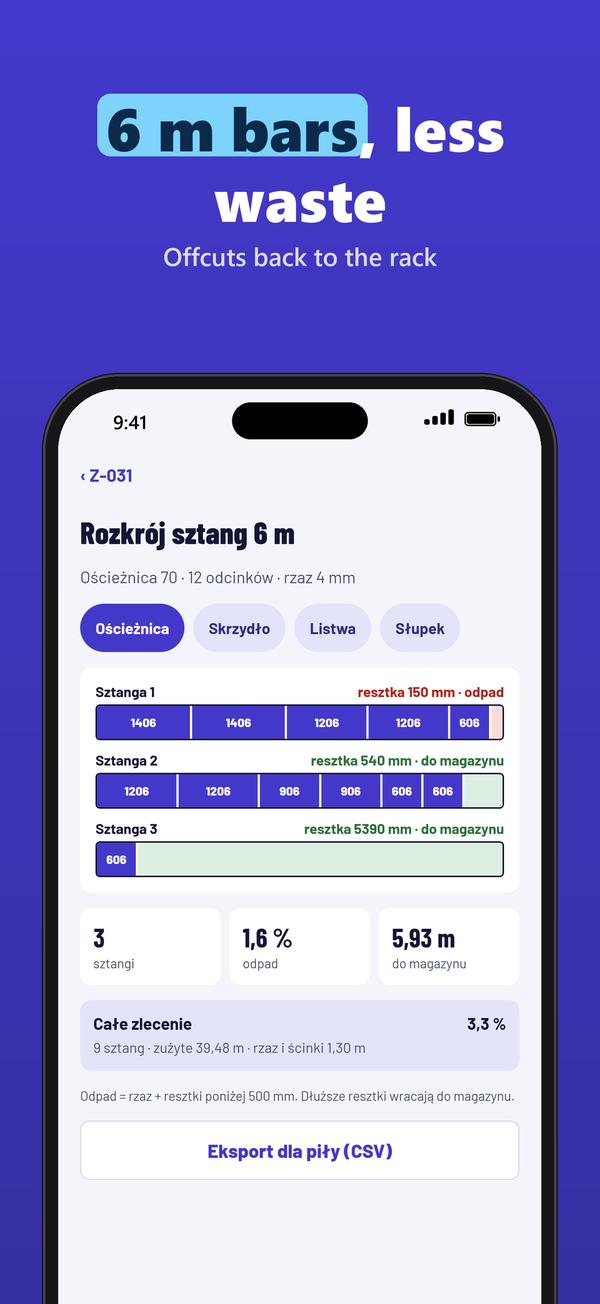 6 m bars, less
waste
Offcuts back to the rack
9:41
‹ Z-031
Rozkrój sztang 6 m
Ościeżnica 70 · 12 odcinków · rzaz 4 mm
Ościeżnica Skrzydło Listwa Słupek
Sztanga 1 resztka 150 mm · odpad
1406 1406 1206 1206 606
Sztanga 2 resztka 540 mm · do magazynu
1206 1206 906 906 606 606
Sztanga 3 resztka 5390 mm · do magazynu
606
3 1,6 % 5,93 m
sztangi odpad do magazynu
Całe zlecenie 3,3 %
9 sztang · zużyte 39,48 m · rzaz i ścinki 1,30 m
Odpad = rzaz + resztki poniżej 500 mm. Dłuższe resztki wracają do magazynu.
Eksport dla piły (CSV)